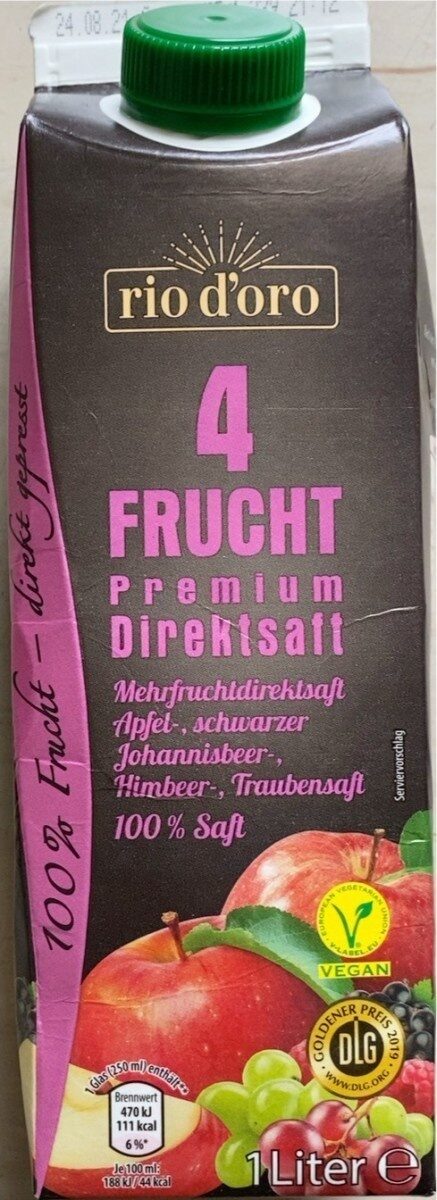 24.08.21
21:12
rio d'oro
4
FRUCHT
Premium
Direktsaft
Mehrfruchtdirektsaft
Apfel-, schwarzer
Johannisbeer-,
Himbeer-, Traubensaft
100 % Saft
100 % Frucht – direkt gepresst
Serviervorschlag
EUROPEAN VEGETARIAN UNION
V-LABEL.EU
VEGAN
GOLDENER PREIS 2019
DLG
WWW.DLG.ORG
1 Glas (250 ml) enthält**
Brennwert
470 kJ
111 kcal
6 %*
Je 100 ml:
188 kJ / 44 kcal
1 Liter ℮